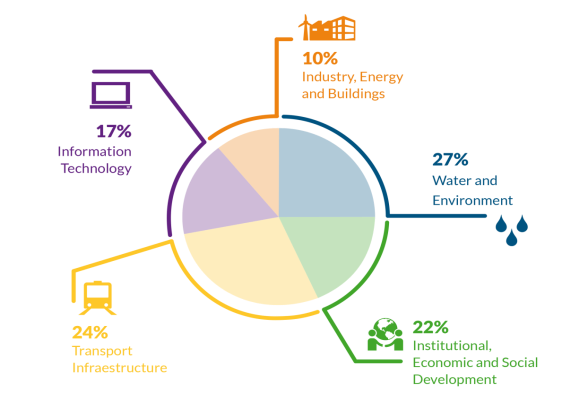 10%
Industry, Energy
and Buildings
17%
Information
Technology
27%
Water and
Environment
24%
Transport
Infraestructure
22%
Institutional,
Economic and Social
Development